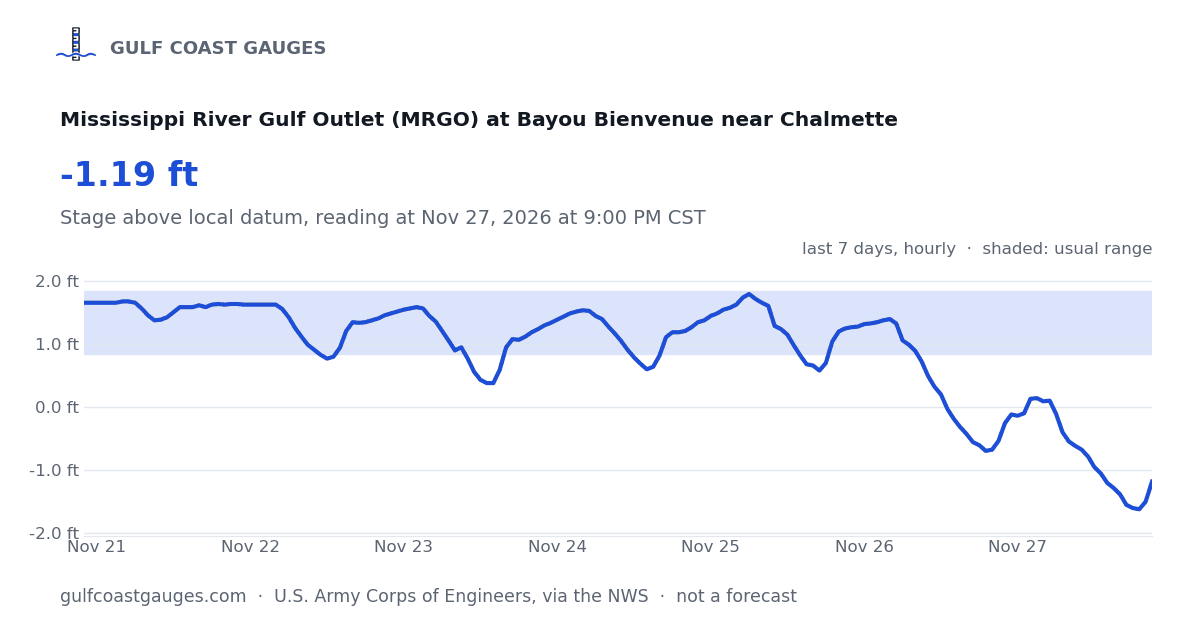 GULF COAST GAUGES
Mississippi River Gulf Outlet (MRGO) at Bayou Bienvenue near Chalmette
-1.19 ft
Stage above local datum, reading at Nov 27, 2026 at 9:00 PM CST
last 7 days, hourly · shaded: usual range
2.0 ft
1.0 ft
0.0 ft
-1.0 ft
-2.0 ft
Nov 21 Nov 22 Nov 23 Nov 24 Nov 25 Nov 26 Nov 27
gulfcoastgauges.com · U.S. Army Corps of Engineers, via the NWS · not a forecast